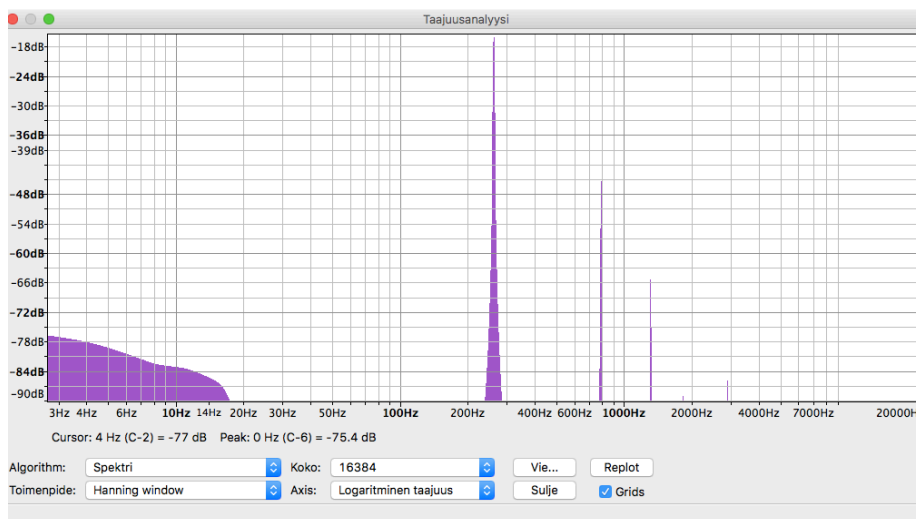 Taajuusanalyysi
-18dB
-24dB
-30dB
-36dB
-39dB
-48dB
-54dB
-60dB
-66dB
-72dB
-78dB
-84dB
-90dB
3Hz 4Hz 6Hz 10Hz 14Hz 20Hz 30Hz 50Hz 100Hz 200Hz 400Hz 600Hz 1000Hz 2000Hz 4000Hz 7000Hz 20000H
Cursor: 4 Hz (C-2) = -77 dB Peak: 0 Hz (C-6) = -75.4 dB
Algorithm: Spektri Koko: 16384 Vie... Replot
Toimenpide: Hanning window Axis: Logaritminen taajuus Sulje Grids